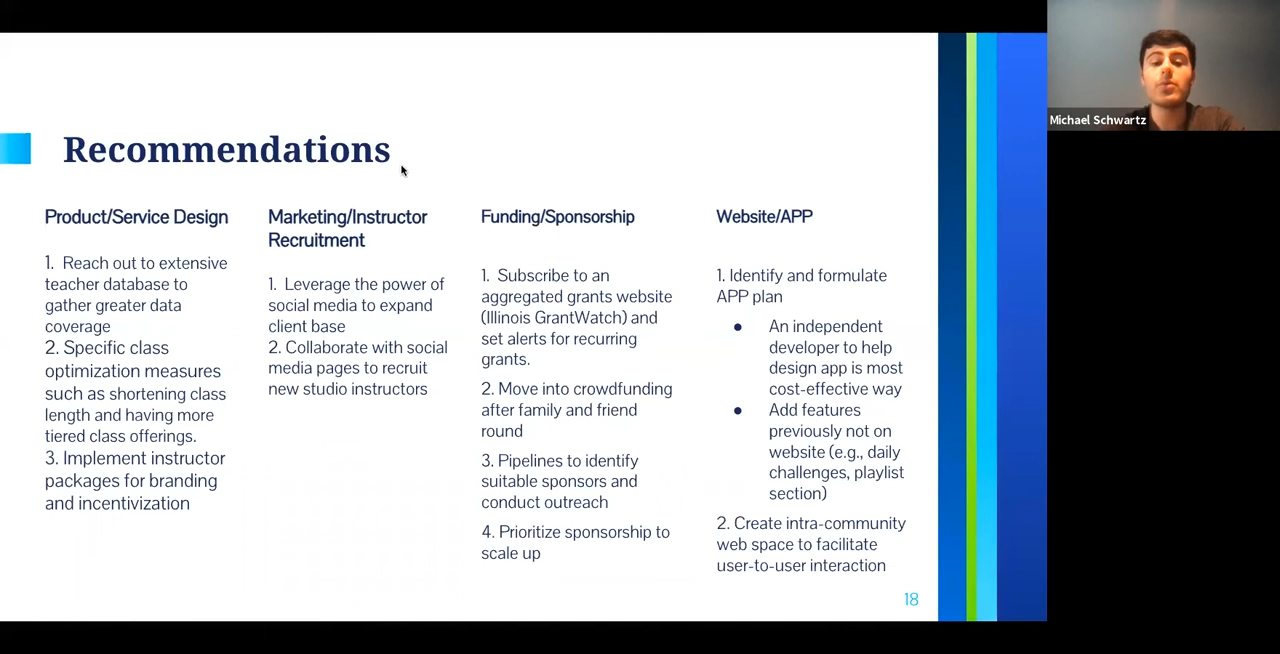 Recommendations
Product/Service Design
1. Reach out to extensive
teacher database to
gather greater data
coverage
2. Specific class
optimization measures
such as shortening class
length and having more
tiered class offerings.
3. Implement instructor
packages for branding
and incentivization
Marketing/Instructor
Recruitment
1. Leverage the power of
social media to expand
client base
2. Collaborate with social
media pages to recruit
new studio instructors
Funding/Sponsorship
1. Subscribe to an
aggregated grants website
(Illinois GrantWatch) and
set alerts for recurring
grants.
2. Move into crowdfunding
after family and friend
round
3. Pipelines to identify
suitable sponsors and
conduct outreach
4. Prioritize sponsorship to
scale up
Website/APP
1. Identify and formulate
APP plan
● An independent
developer to help
design app is most
cost-effective way
● Add features
previously not on
website (e.g., daily
challenges, playlist
section)
2. Create intra-community
web space to facilitate
user-to-user interaction
18
Michael Schwartz